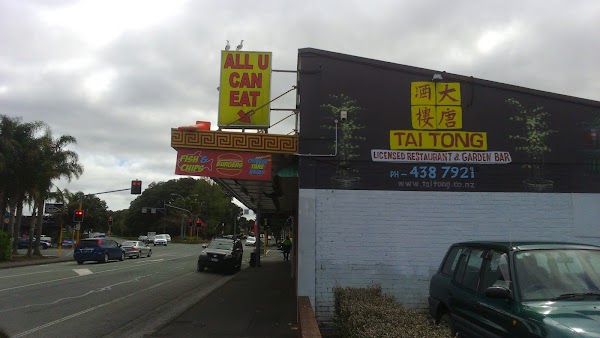 ALL U
CAN
EAT
FISH &
CHIPS
BURGERS
大唐
酒樓
TAI TONG
LICENSED RESTAURANT & GARDEN BAR
PH - 438 7921
www.taitong.co.nz